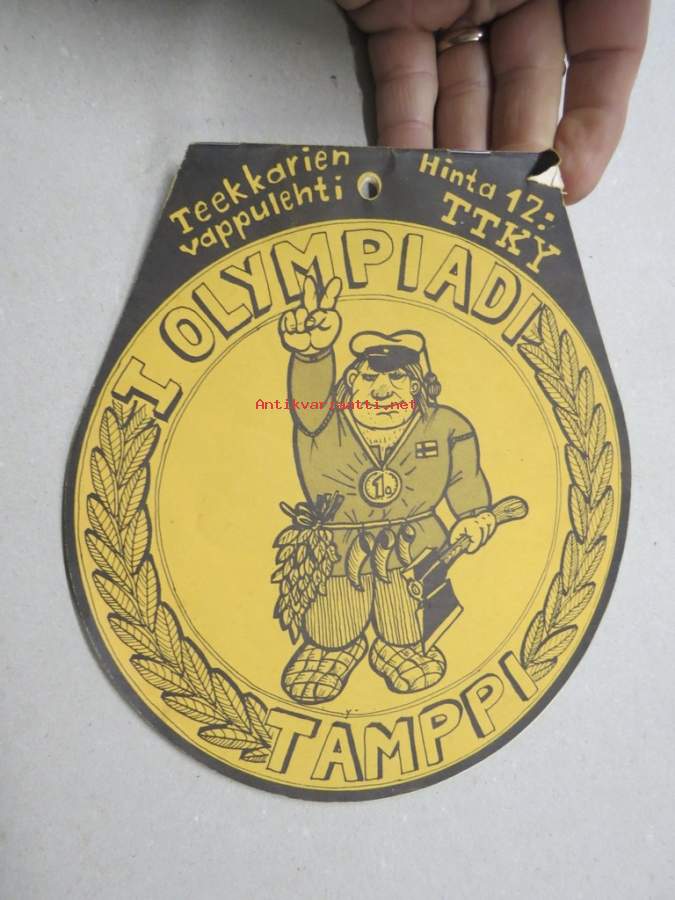 Teekkarien
vappulehti
Hinta 12:
TTKY
I OLYMPIADI
Antikvariaatti.net
1.
TAMPPI